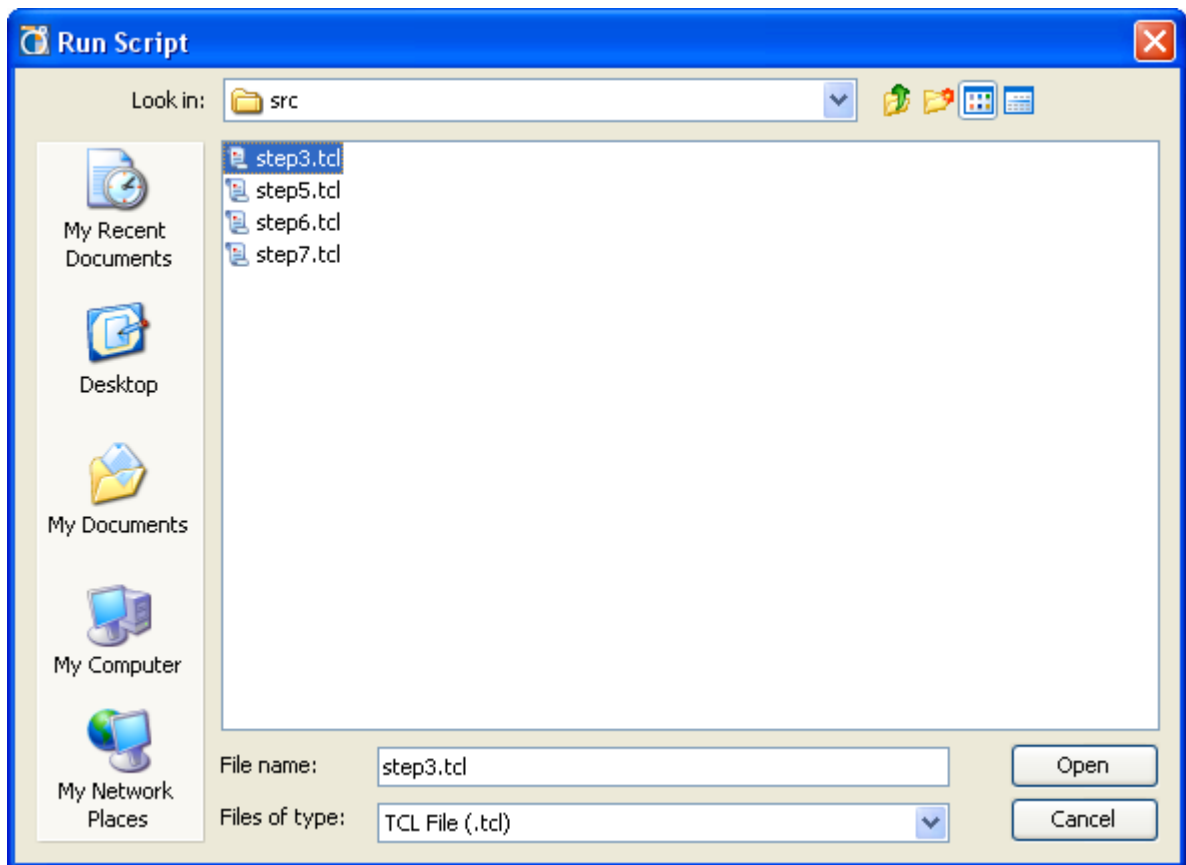 Run Script
Look in:
src
My Recent
Documents
Desktop
My Documents
My Computer
My Network
Places
step3.tcl
step5.tcl
step6.tcl
step7.tcl
File name:
step3.tcl
Open
Files of type:
TCL File (.tcl)
Cancel